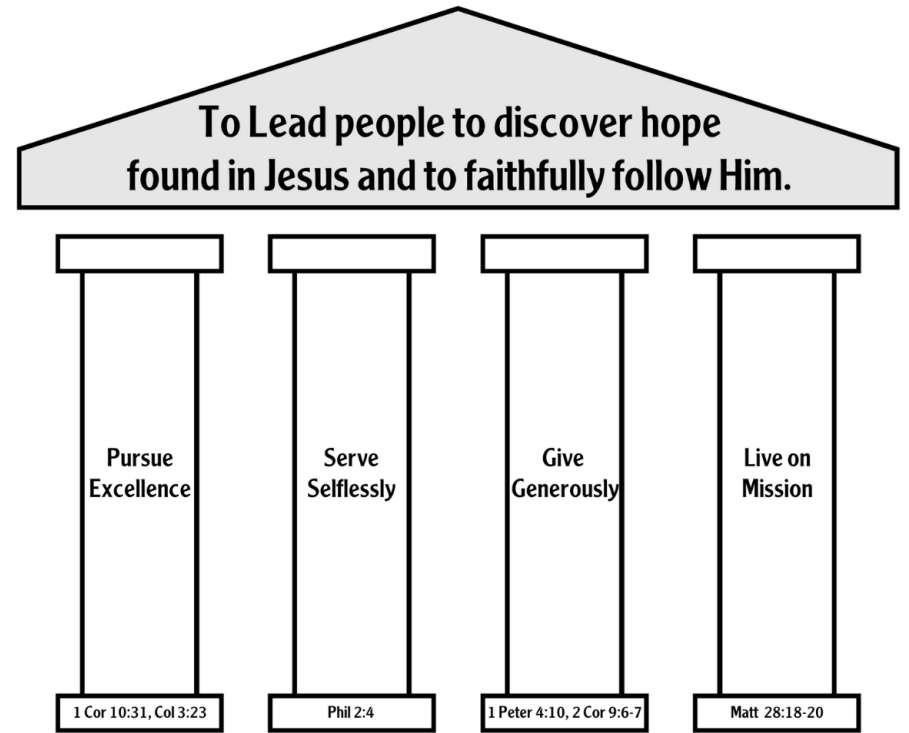 To Lead people to discover hope
found in Jesus and to faithfully follow Him.
Pursue
Excellence
Serve
Selflessly
Give
Generously
Live on
Mission
1 Cor 10:31, Col 3:23
Phil 2:4
1 Peter 4:10, 2 Cor 9:6-7
Matt 28:18-20